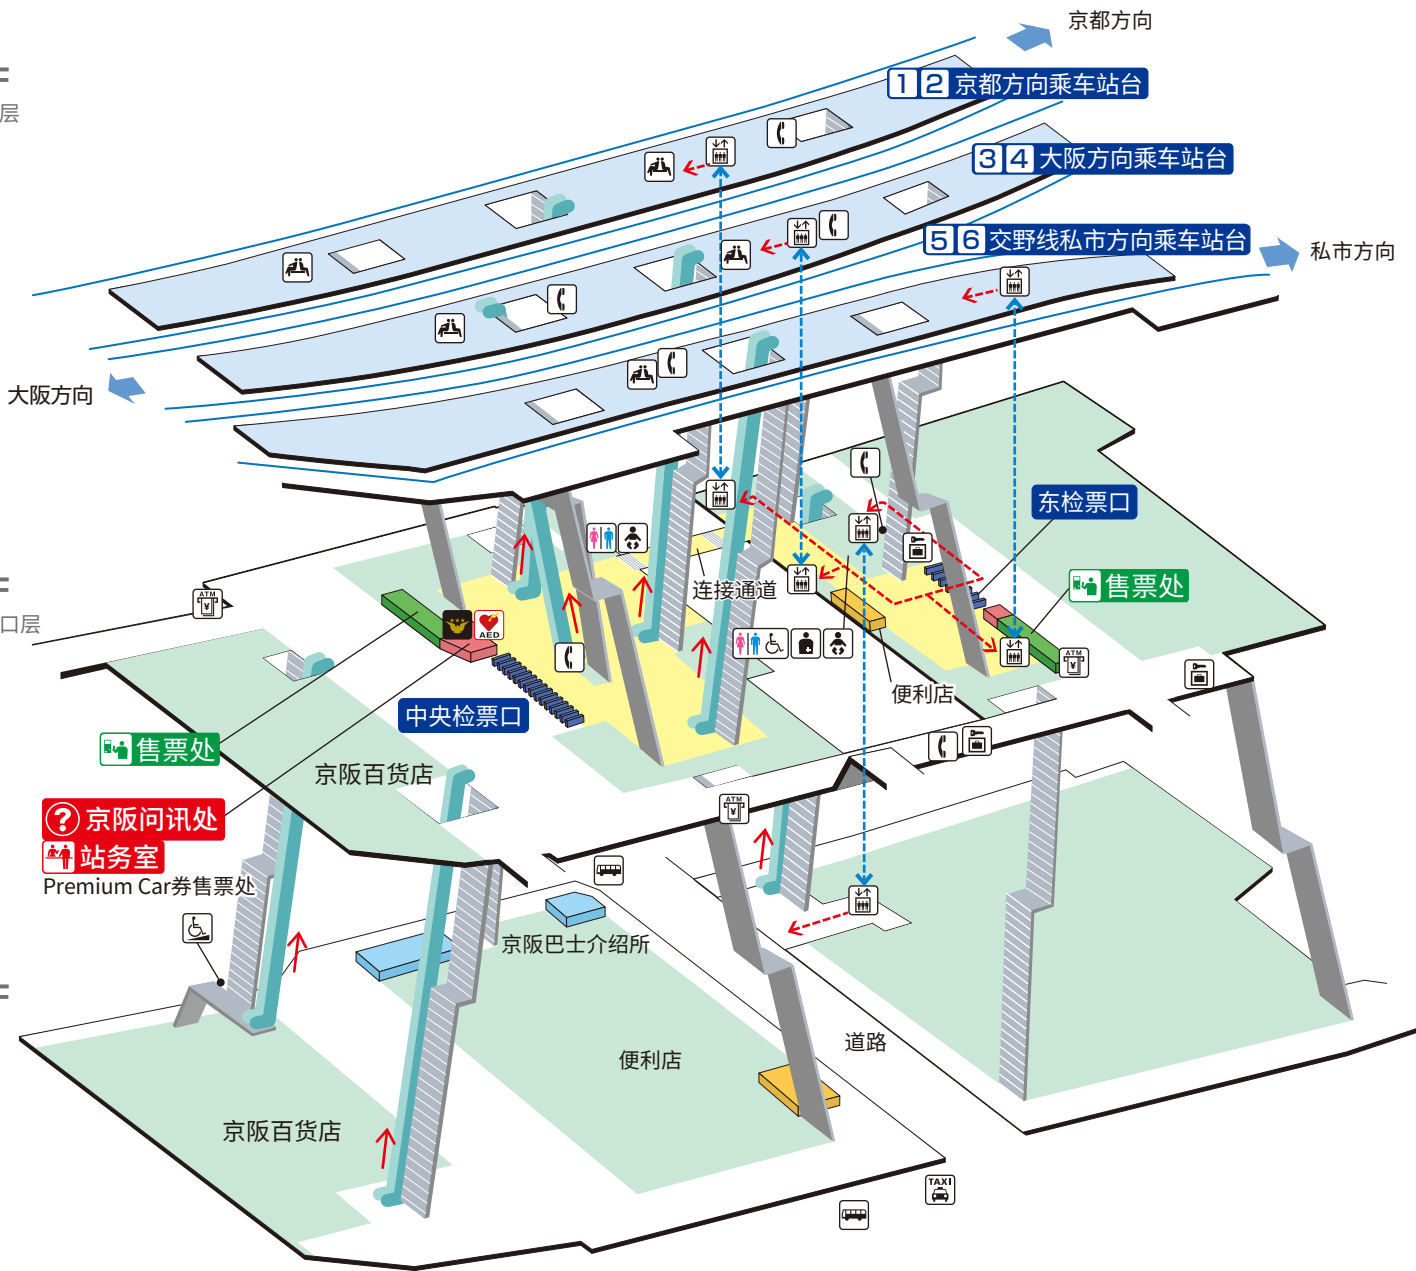 京都方向
1 2 京都方向乘车站台
层
3 4 大阪方向乘车站台
5 6 交野线私市方向乘车站台
私市方向
大阪方向
东检票口
连接通道
售票处
ATM
¥
口层
AED
ATM
¥
便利店
中央检票口
售票处
京阪百货店
ATM
¥
? 京阪问讯处
站务室
Premium Car券售票处
京阪巴士介绍所
道路
便利店
京阪百货店
TAXI